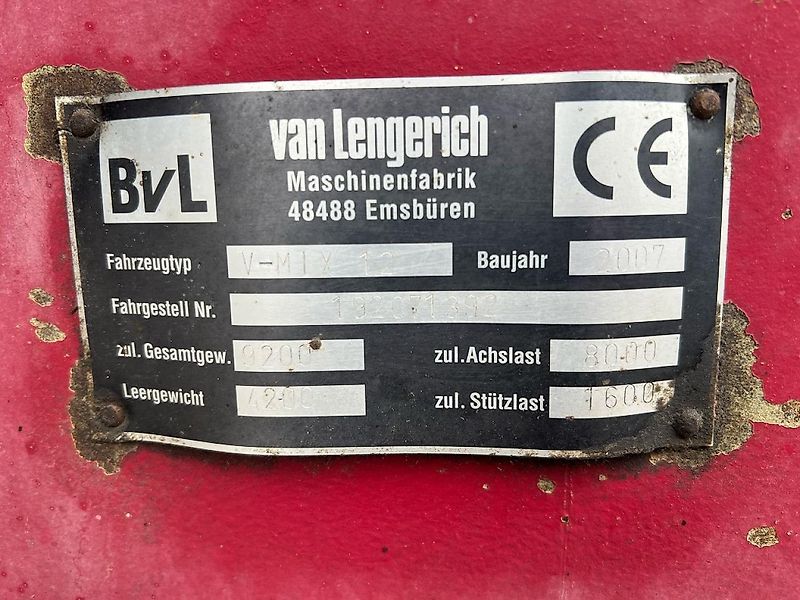 BvL
van Lengerich
Maschinenfabrik
48488 Emsbüren
CE
Fahrzeugtyp V-MIX 12 Baujahr 2007
Fahrgestell Nr.
zul. Gesamtgew. 9200 zul. Achslast 8000
Leergewicht 4200 zul. Stützlast 1600